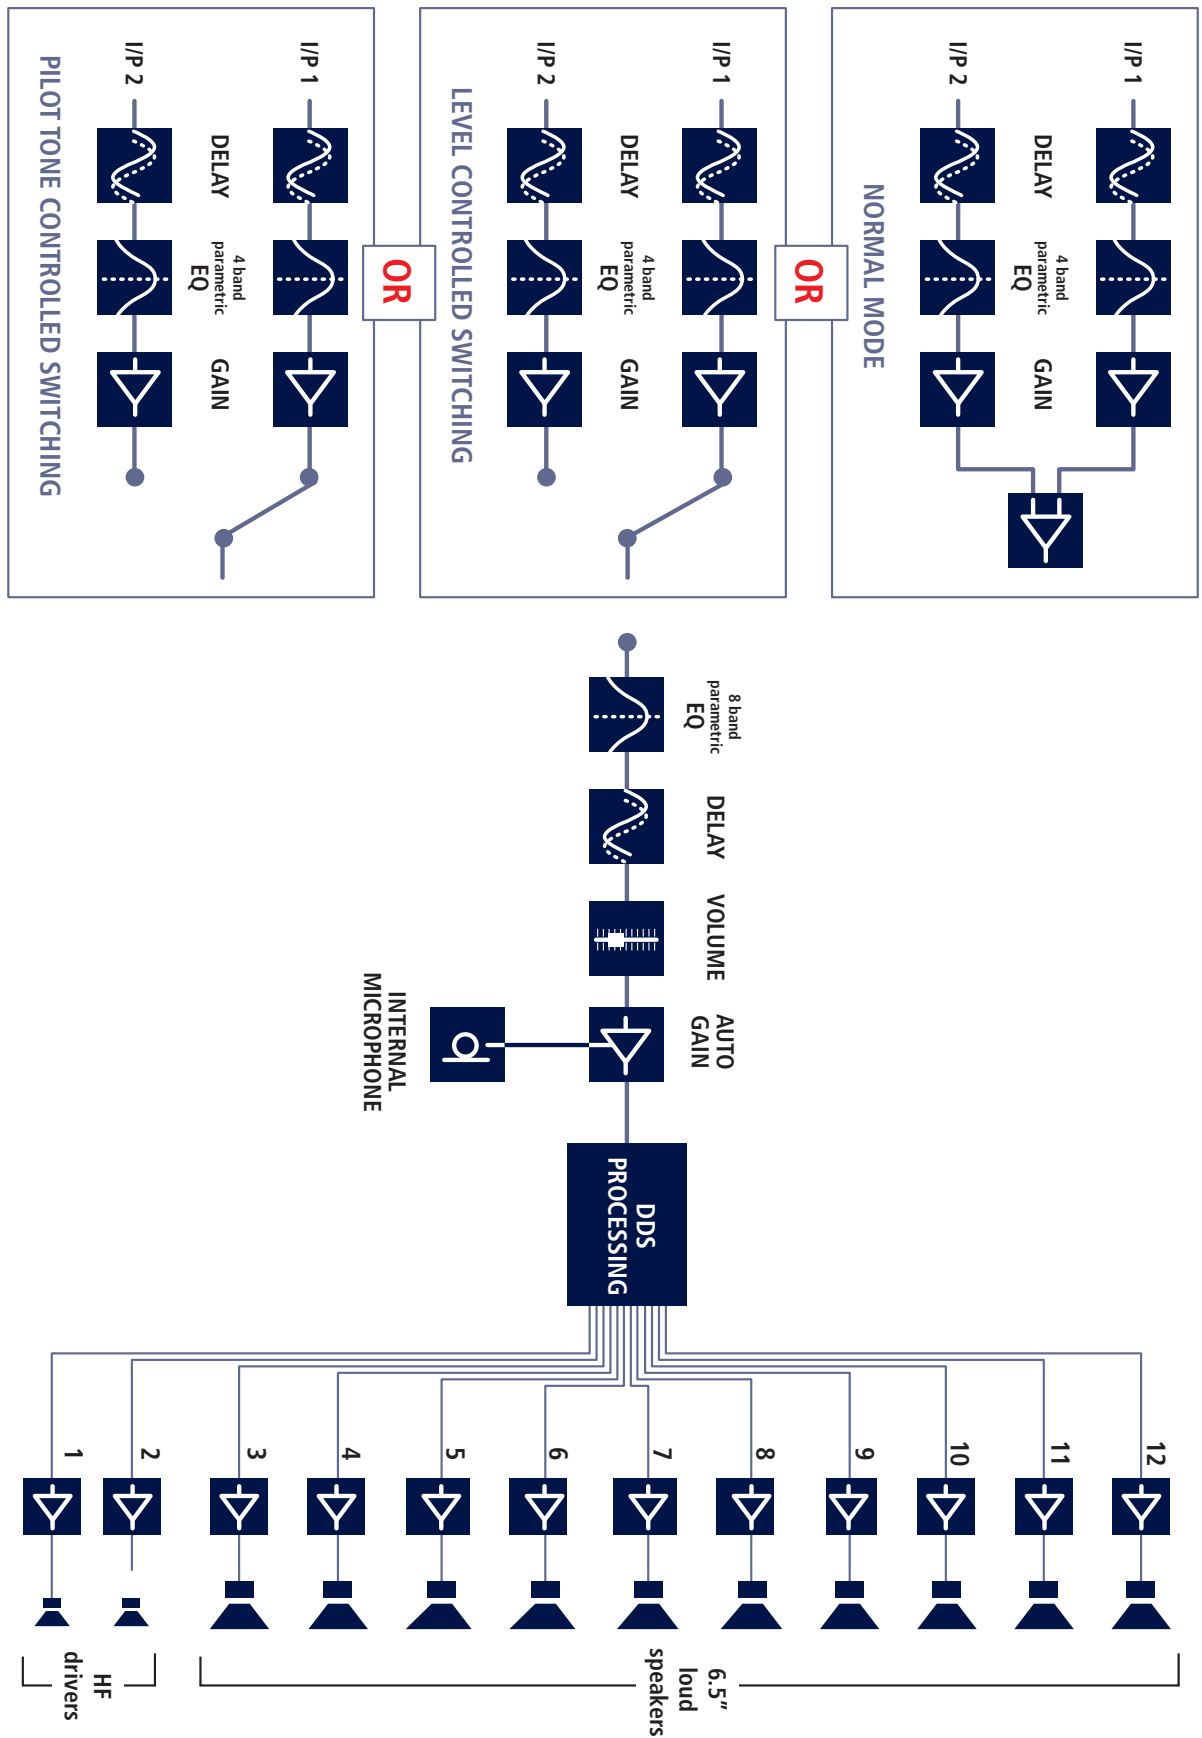 I/P 1
DELAY
4 band
parametric
EQ
GAIN
I/P 2
NORMAL MODE
OR
I/P 1
DELAY
4 band
parametric
EQ
GAIN
I/P 2
LEVEL CONTROLLED SWITCHING
OR
I/P 1
DELAY
4 band
parametric
EQ
GAIN
I/P 2
PILOT TONE CONTROLLED SWITCHING
8 band
parametric
EQ
DELAY
VOLUME
AUTO
GAIN
INTERNAL
MICROPHONE
DDS
PROCESSING
12
11
10
9
8
7
6
5
4
3
2
1
6.5"
loud
speakers
HF
drivers